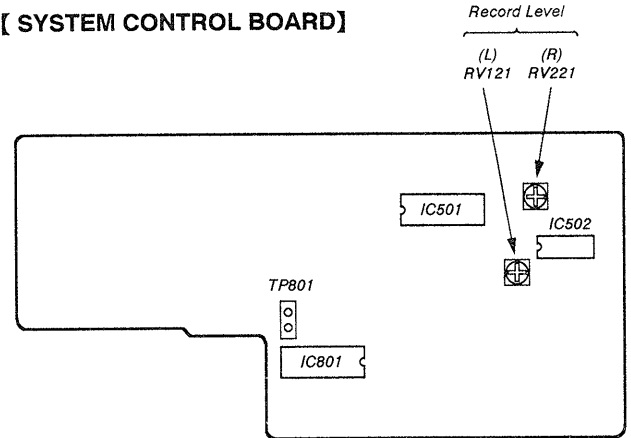 【 SYSTEM CONTROL BOARD】
Record Level
(L) (R)
RV121 RV221
IC501
IC502
TP801
IC801